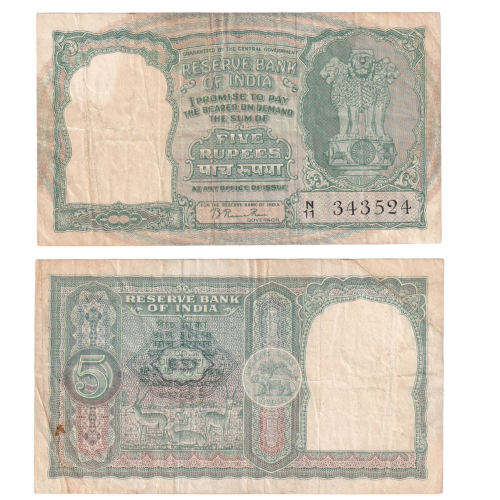 GUARANTEED BY THE CENTRAL GOVERNMENT
RESERVE BANK
OF INDIA
I PROMISE TO PAY
THE BEARER ON DEMAND
THE SUM OF
FIVE
RUPEES
पांच रूपया
AT ANY OFFICE OF ISSUE
FOR THE RESERVE BANK OF INDIA
GOVERNOR
N/11 343524
RESERVE BANK
OF INDIA
5